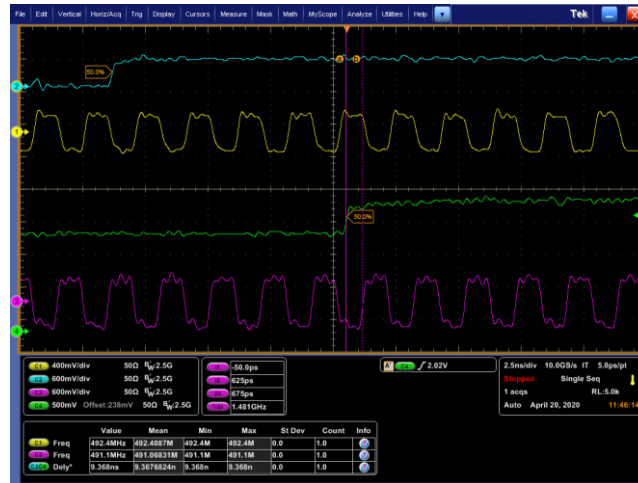 File Edit Vertical Horiz/Acq Trig Display Cursors Measure Mask Math MyScope Analyze Utilities Help Tek X
a b
50.0%
2
1
50.0%
4
C1 400mV/div 50Ω BW:2.5G
C2 600mV/div 50Ω BW:2.5G
C3 600mV/div 50Ω BW:2.5G
C4 500mV Offset:238mV 50Ω BW:2.5G
-50.0ps
625ps
675ps
1.481GHz
A' C4 2.02V
2.5ns/div 10.0GS/s IT 5.0ps/pt
Stopped Single Seq
1 acqs RL:5.0k
Auto April 20, 2020 11:46:14
Value Mean Min Max St Dev Count Info
C1 Freq 492.4MHz 492.4087M 492.4M 492.4M 0.0 1.0
C3 Freq 491.1MHz 491.06831M 491.1M 491.1M 0.0 1.0
Dely* 9.368ns 9.3676824n 9.368n 9.368n 0.0 1.0